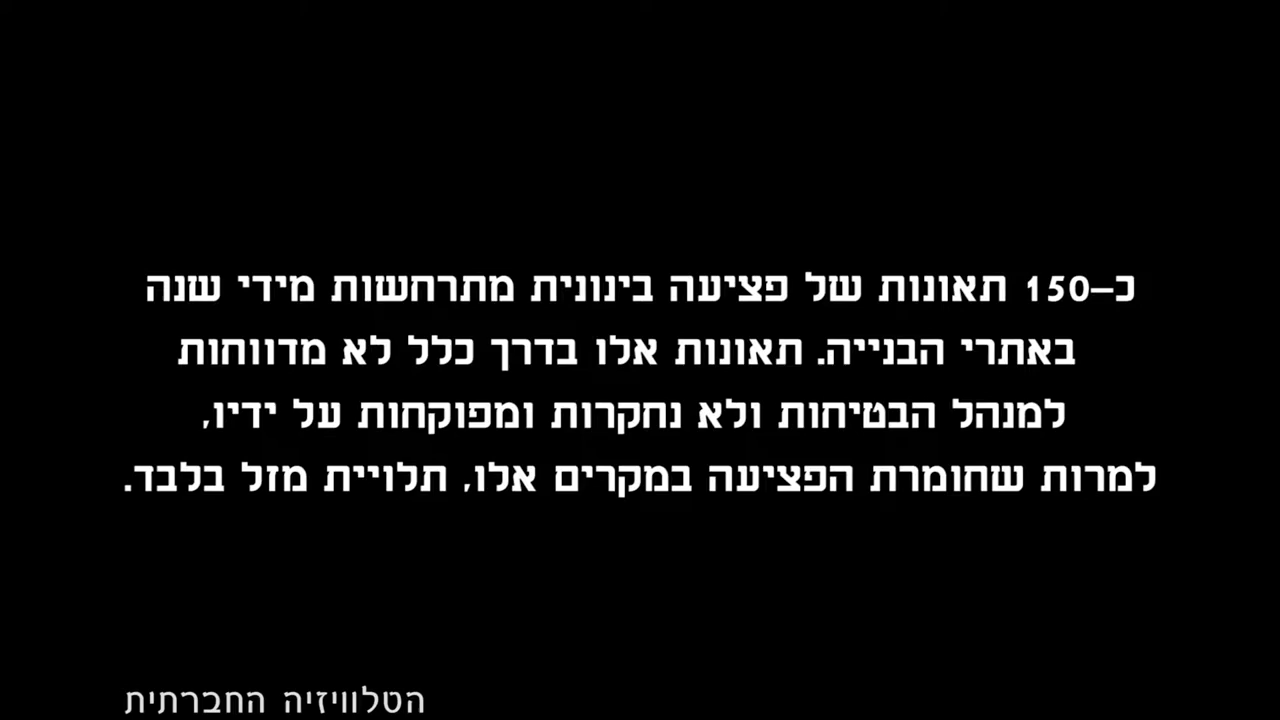 כ–150 תאונות של פציעה בינונית מתרחשות מידי שנה
באתרי הבנייה. תאונות אלו בדרך כלל לא מדווחות
למנהל הבטיחות ולא נחקרות ומפוקחות על ידיו,
למרות שחומרת הפציעה במקרים אלו, תלויית מזל בלבד.
הטלוויזיה החברתית